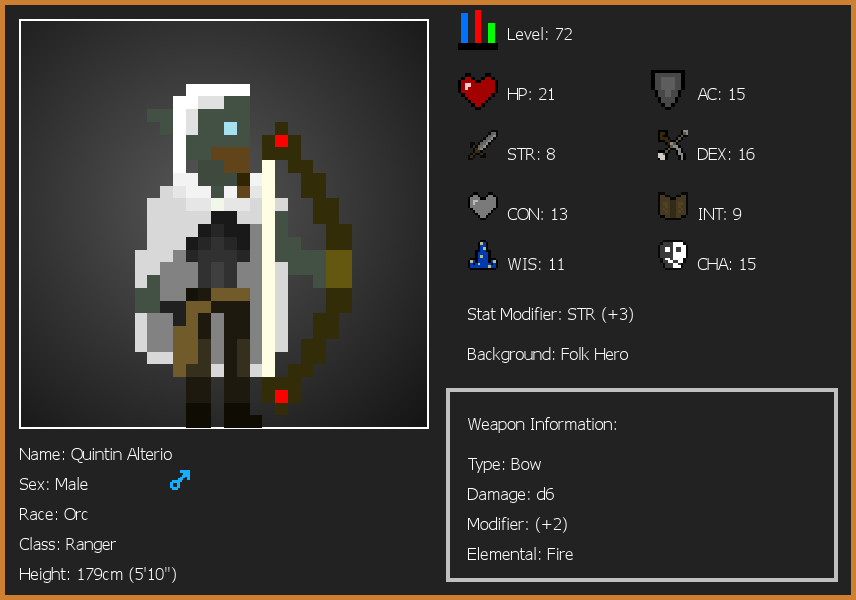 Level: 72
HP: 21
AC: 15
STR: 8
DEX: 16
CON: 13
INT: 9
WIS: 11
CHA: 15
Stat Modifier: STR (+3)
Background: Folk Hero
Weapon Information:
Type: Bow
Damage: d6
Modifier: (+2)
Elemental: Fire
Name: Quintin Alterio
Sex: Male
Race: Orc
Class: Ranger
Height: 179cm (5'10")